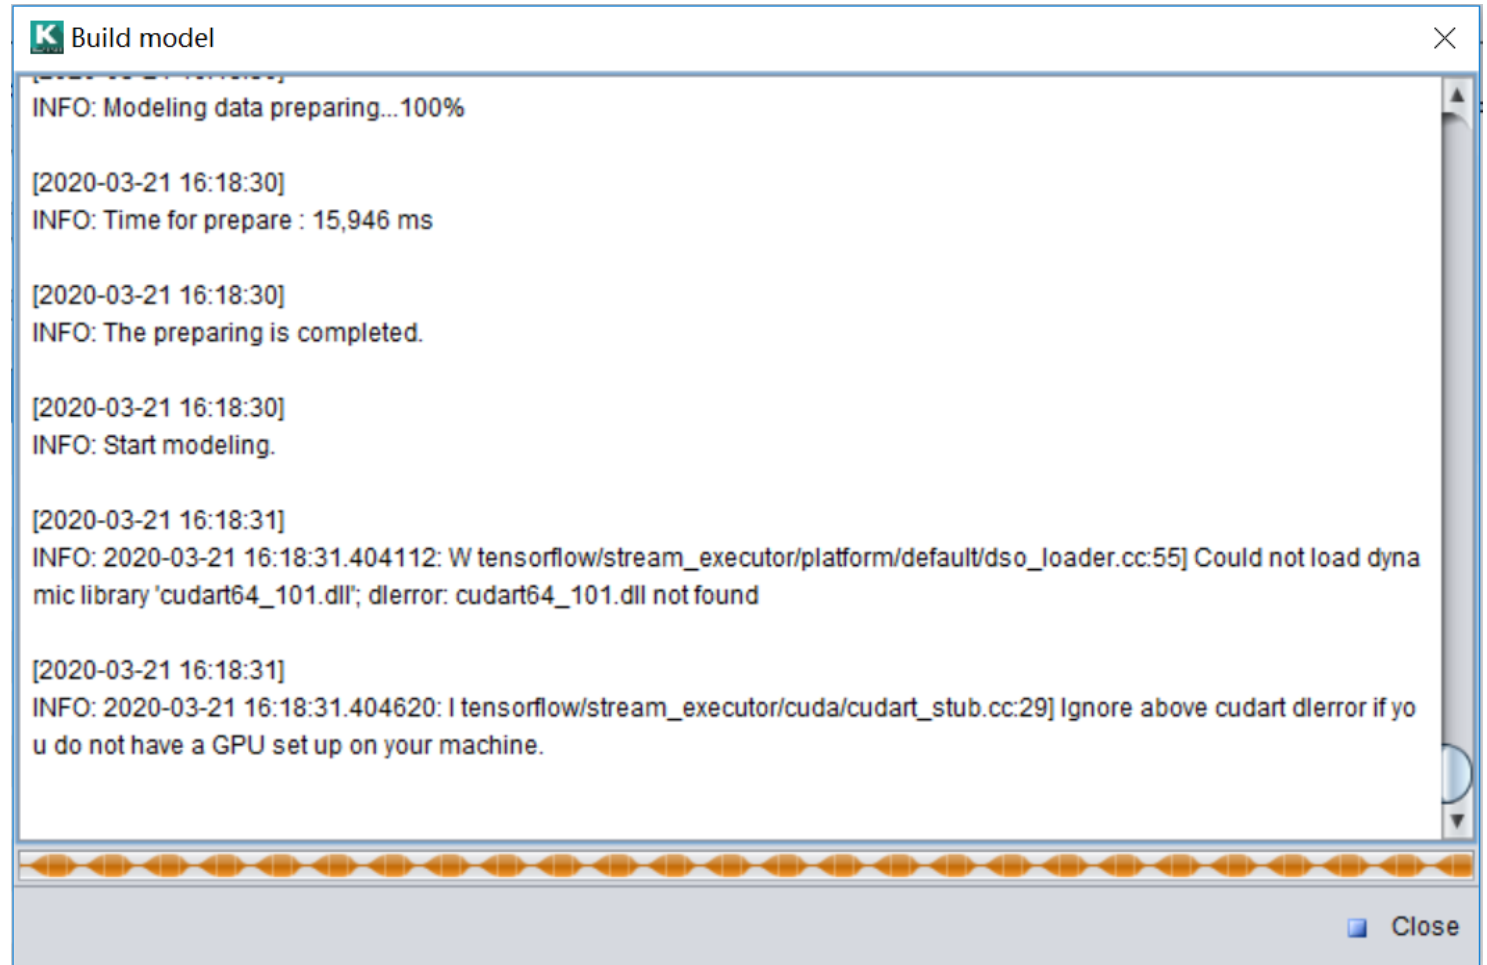 K Build model
INFO: Modeling data preparing...100%
[2020-03-21 16:18:30]
INFO: Time for prepare : 15,946 ms
[2020-03-21 16:18:30]
INFO: The preparing is completed.
[2020-03-21 16:18:30]
INFO: Start modeling.
[2020-03-21 16:18:31]
INFO: 2020-03-21 16:18:31.404112: W tensorflow/stream_executor/platform/default/dso_loader.cc:55] Could not load dyna
mic library 'cudart64_101.dll'; dlerror: cudart64_101.dll not found
[2020-03-21 16:18:31]
INFO: 2020-03-21 16:18:31.404620: I tensorflow/stream_executor/cuda/cudart_stub.cc:29] Ignore above cudart dlerror if yo
u do not have a GPU set up on your machine.
Close